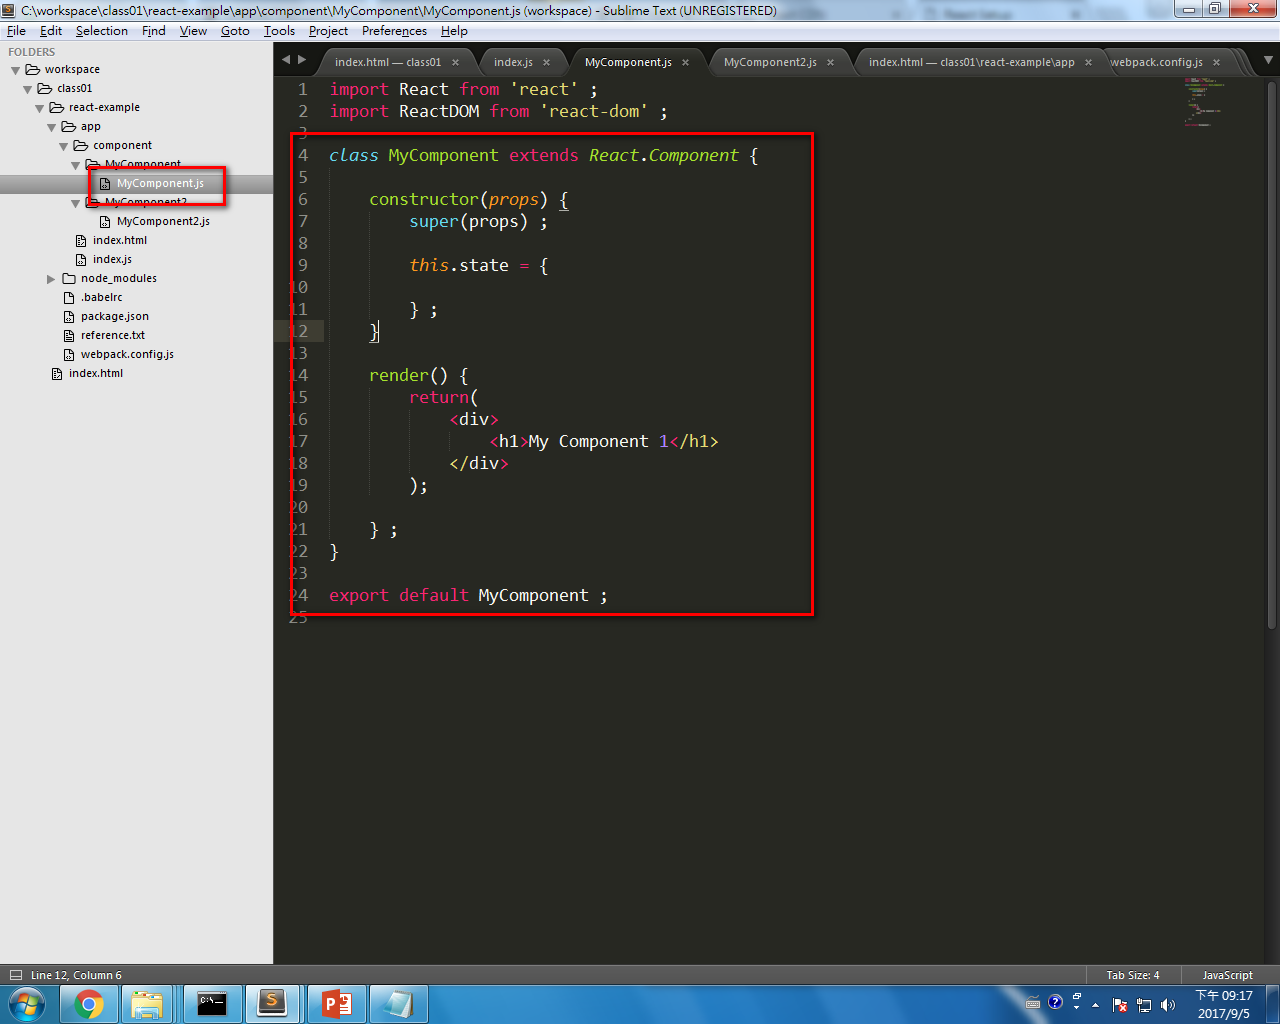 C:\workspace\class01\react-example\app\component\MyComponent\MyComponent.js (workspace) - Sublime Text (UNREGISTERED)
File Edit Selection Find View Goto Tools Project Preferences Help
FOLDERS
workspace
class01
react-example
app
component
MyComponent
MyComponent.js
MyComponent2
MyComponent2.js
index.html
index.js
node_modules
.babelrc
package.json
reference.txt
webpack.config.js
index.html
index.html — class01 × index.js × MyComponent.js × MyComponent2.js × index.html — class01\react-example\app × webpack.config.js ×
1 import React from 'react' ;
2 import ReactDOM from 'react-dom' ;
3
4 class MyComponent extends React.Component {
5
6 constructor(props) {
7 super(props) ;
8
9 this.state = {
10
11 } ;
12 }
13
14 render() {
15 return(
16 <div>
17 <h1>My Component 1</h1>
18 </div>
19 );
20
21 } ;
22 }
23
24 export default MyComponent ;
25
Line 12, Column 6
Tab Size: 4
JavaScript
下午 09:17
2017/9/5